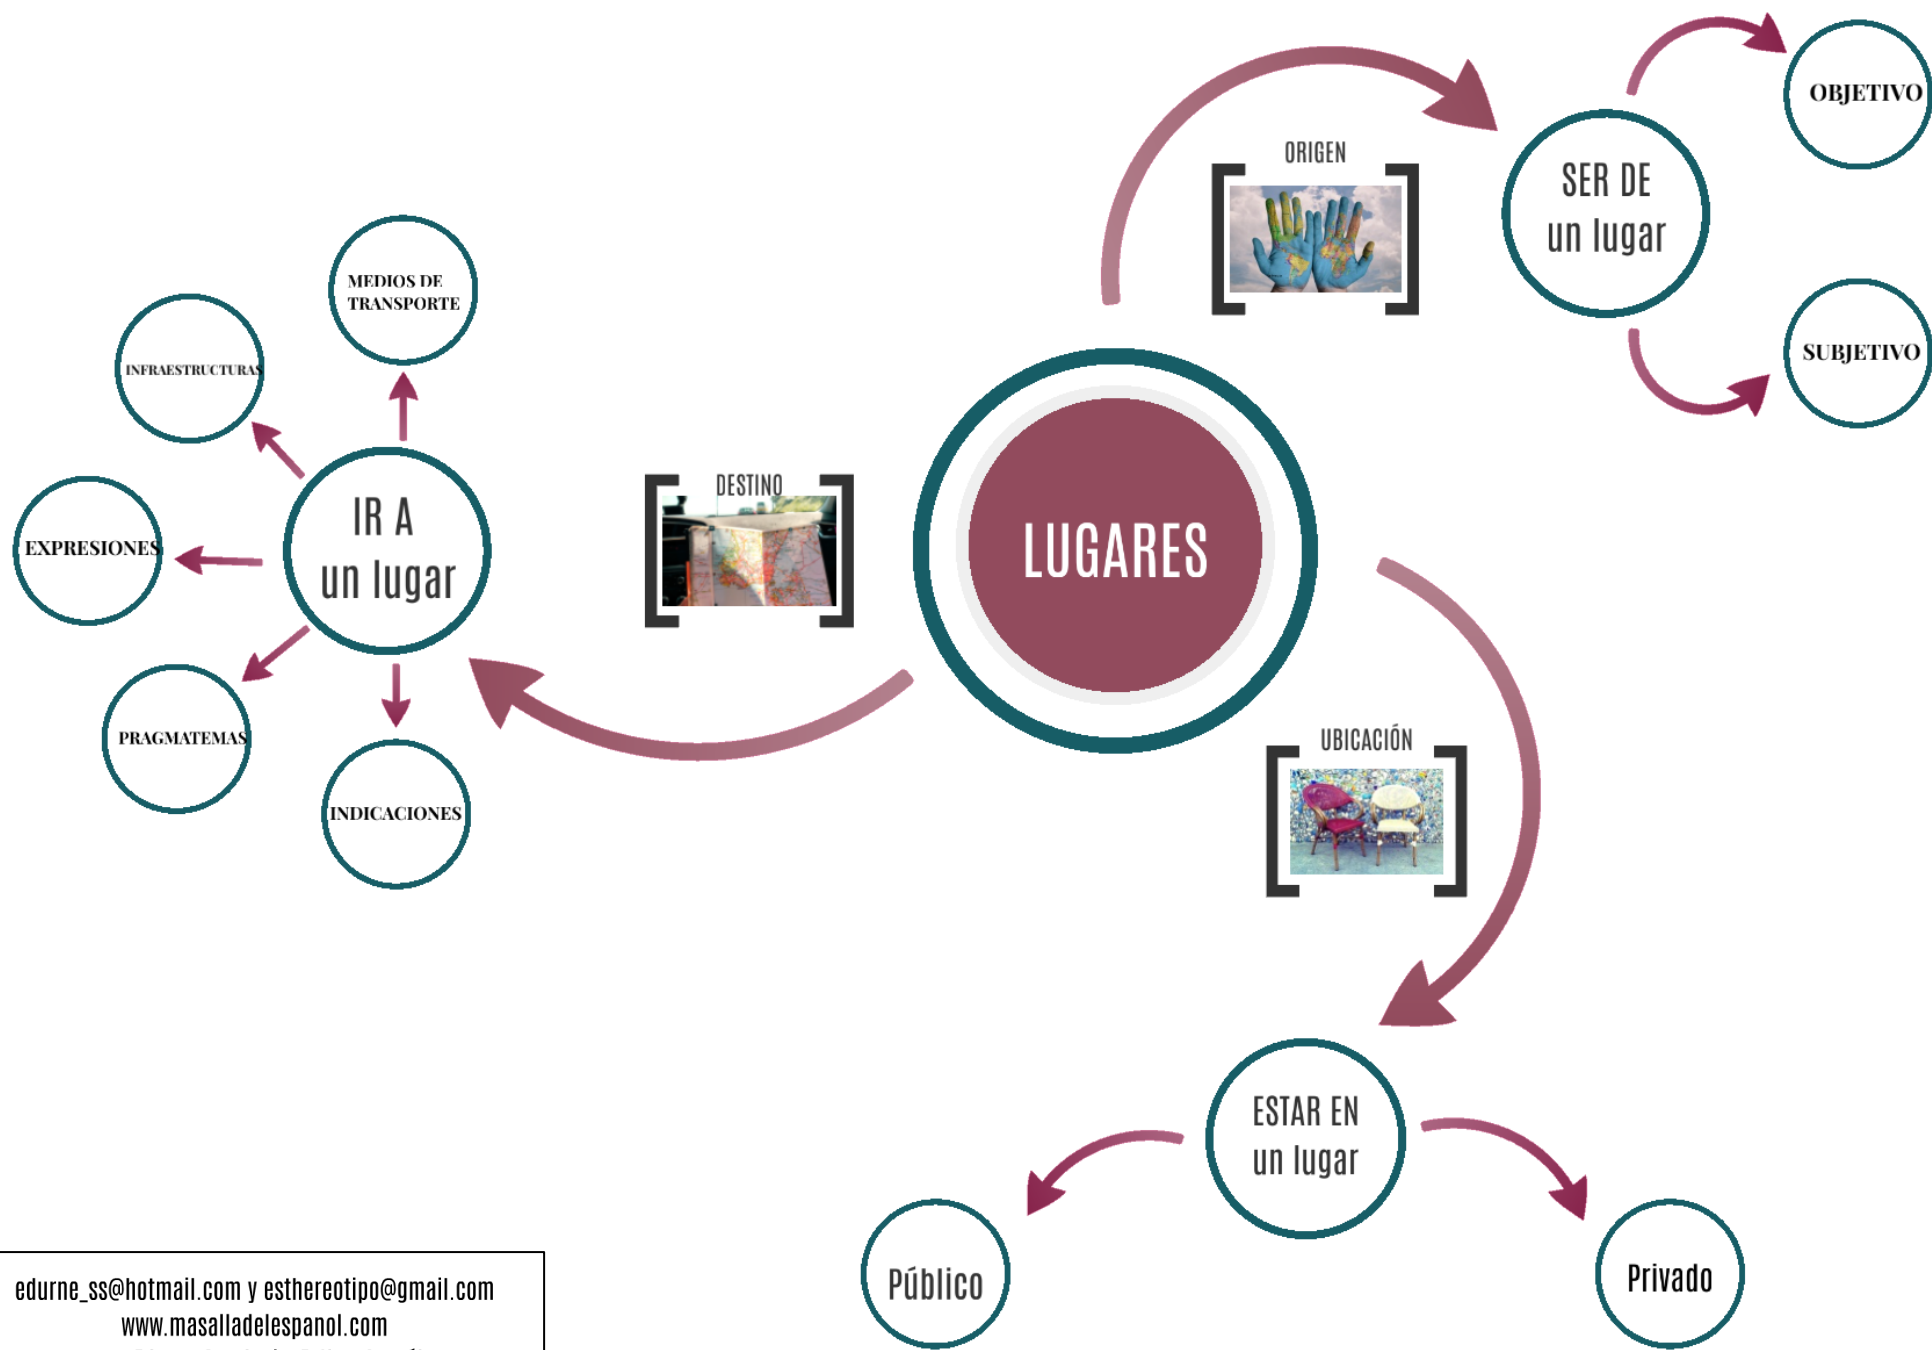 ORIGEN
SER DE
un lugar
OBJETIVO
SUBJETIVO
LUGARES
DESTINO
IR A
un lugar
MEDIOS DE
TRANSPORTE
INFRAESTRUCTURAS
EXPRESIONES
PRAGMATEMAS
INDICACIONES
UBICACIÓN
ESTAR EN
un lugar
Público
Privado
edurne_ss@hotmail.com y esthereotipo@gmail.com
www.masalladelespanol.com